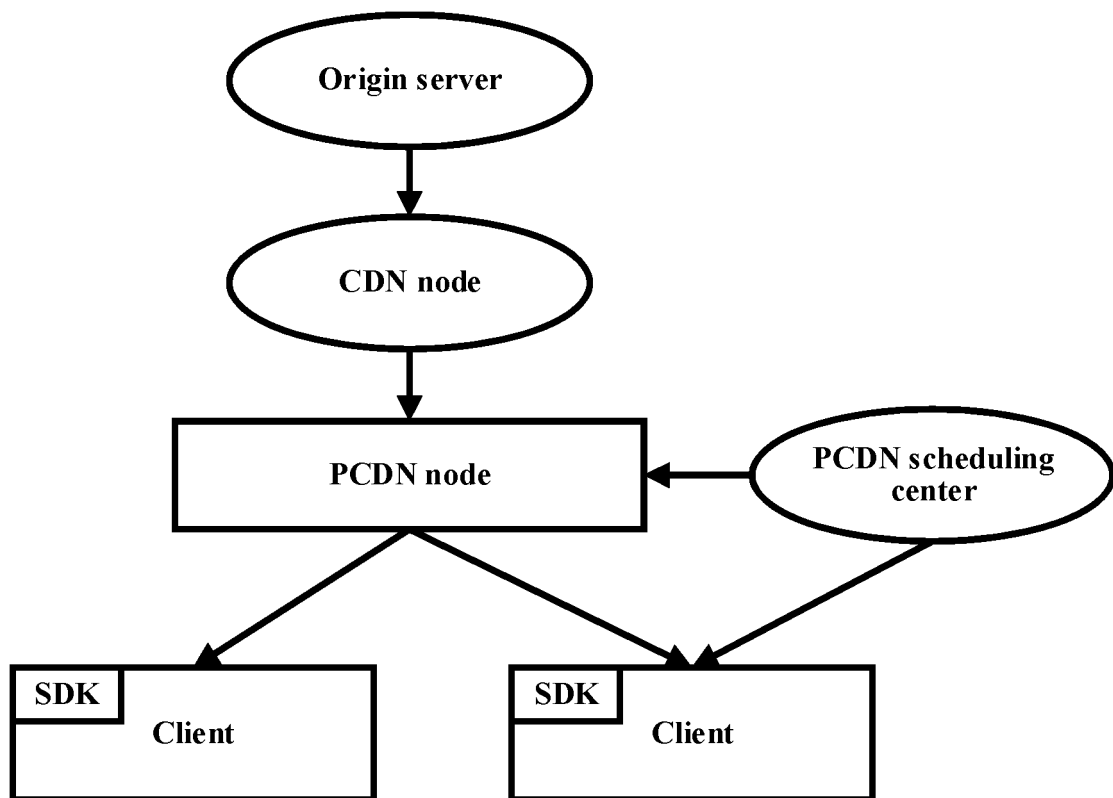 Origin server
CDN node
PCDN node
PCDN scheduling
center
SDK
Client
SDK
Client